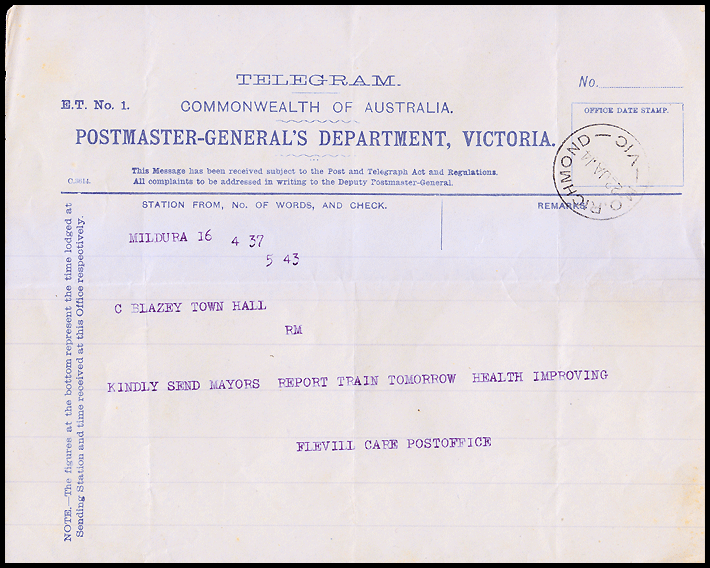 TELEGRAM.
No.
E.T. No. 1.
COMMONWEALTH OF AUSTRALIA.
OFFICE DATE STAMP.
POSTMASTER-GENERAL'S DEPARTMENT, VICTORIA.
This Message has been received subject to the Post and Telegraph Act and Regulations.
All complaints to be addressed in writing to the Deputy Postmaster-General.
RICHMOND — VIC
STATION FROM, No. OF WORDS, AND CHECK.
REMARKS
MILDURA 16 4 37
5 43
C BLAZEY TOWN HALL
RM
KINDLY SEND MAYORS REPORT TRAIN TOMORROW HEALTH IMPROVING
FLEVILL CARE POSTOFFICE
NOTE.—The figures at the bottom represent the time lodged at
Sending Station and time received at this Office respectively.